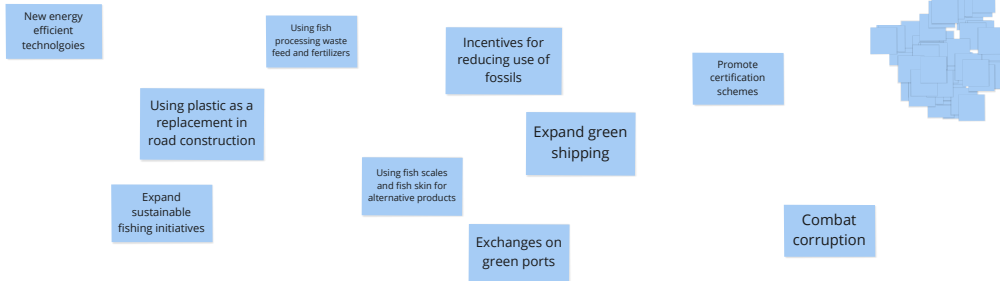 New energy
efficient
technolgoies
Using fish
processing waste
feed and fertilizers
Incentives for
reducing use of
fossils
Promote
certification
schemes
Using plastic as a
replacement in
road construction
Expand green
shipping
Using fish scales
and fish skin for
alternative products
Expand
sustainable
fishing initiatives
Combat
corruption
Exchanges on
green ports